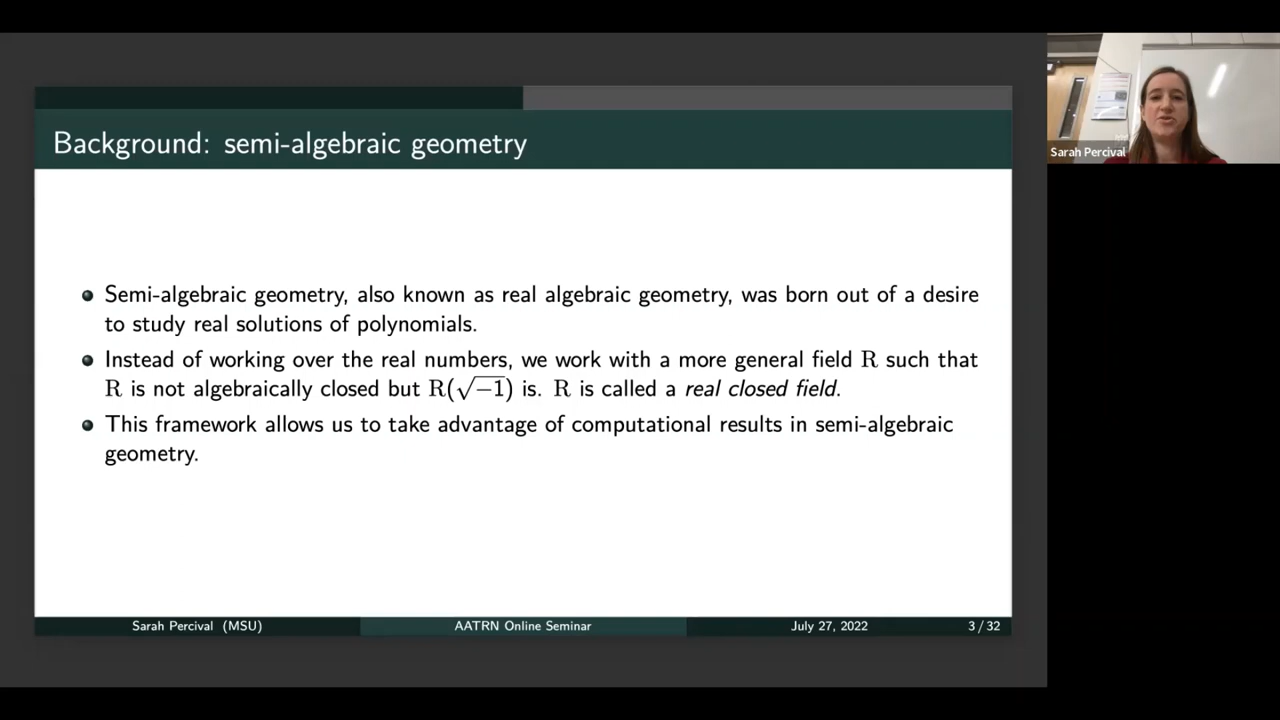 Background: semi-algebraic geometry
Sarah Percival
Semi-algebraic geometry, also known as real algebraic geometry, was born out of a desire
to study real solutions of polynomials.
Instead of working over the real numbers, we work with a more general field R such that
R is not algebraically closed but R(√−1) is. R is called a real closed field.
This framework allows us to take advantage of computational results in semi-algebraic
geometry.
Sarah Percival (MSU) AATRN Online Seminar July 27, 2022 3 / 32